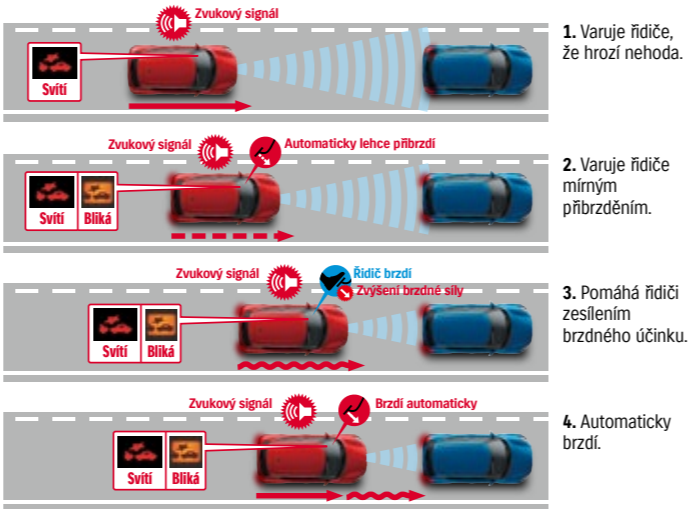 Zvukový signál
Svítí
1. Varuje řidiče,
že hrozí nehoda.
Zvukový signál
Automaticky lehce přibrzdí
Svítí
Bliká
2. Varuje řidiče
mírným
přibrzděním.
Zvukový signál
Řidič brzdí
Zvýšení brzdné síly
Svítí
Bliká
3. Pomáhá řidiči
zesílením
brzdného účinku.
Zvukový signál
Brzdí automaticky
Svítí
Bliká
4. Automaticky
brzdí.